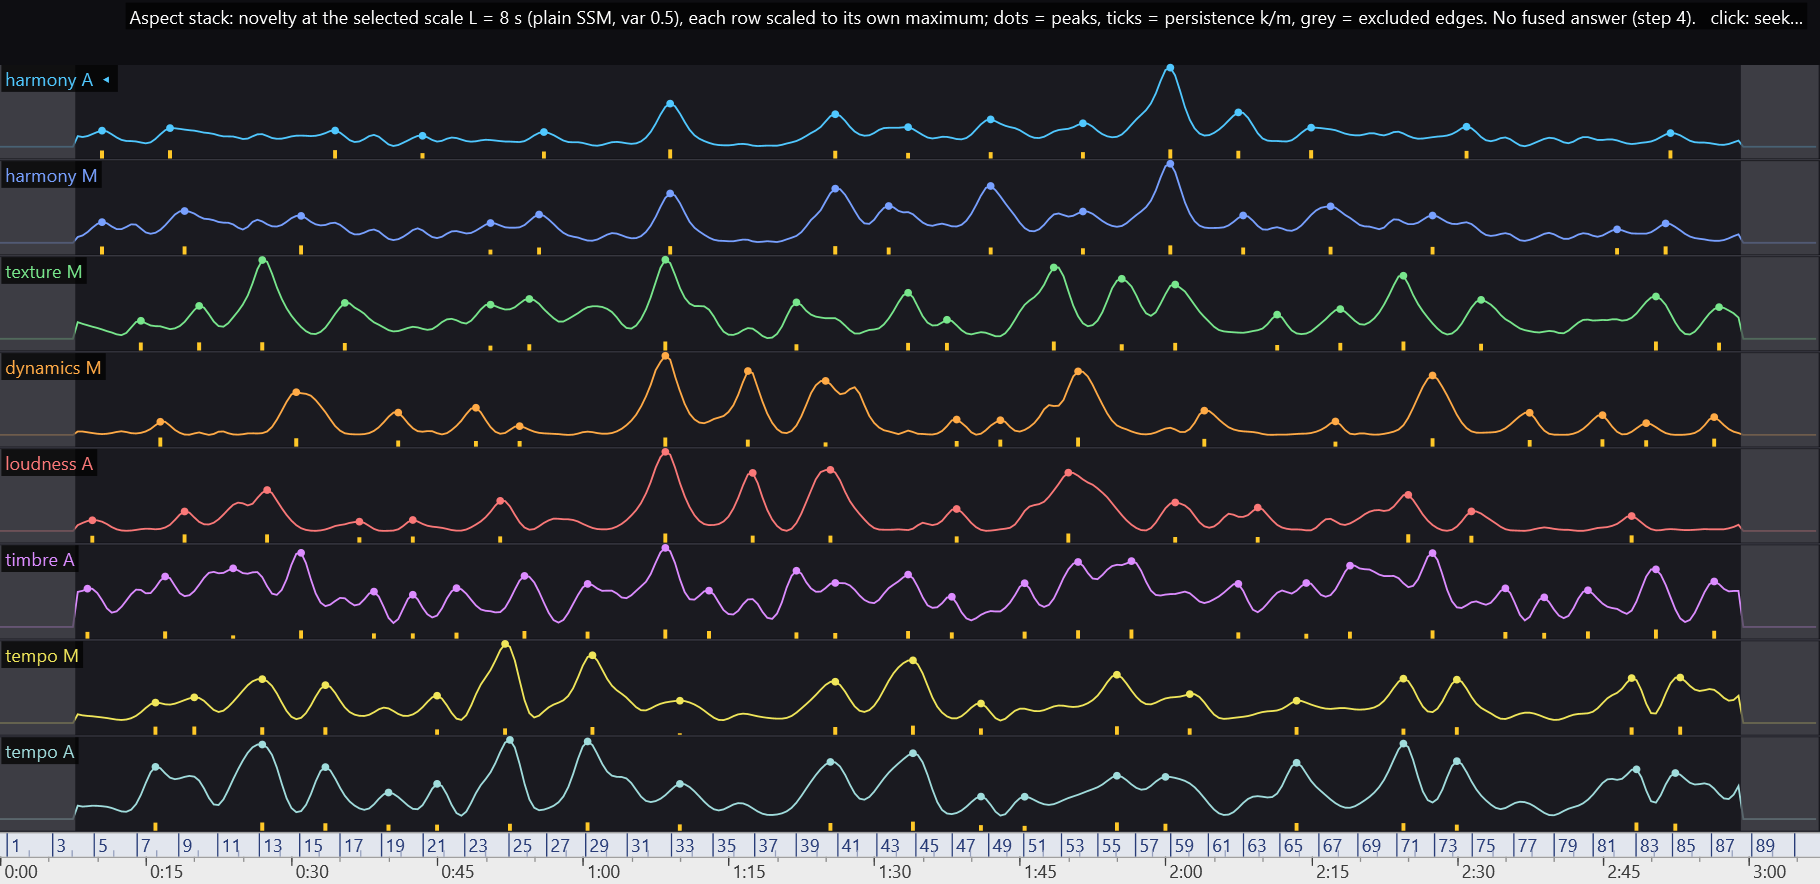 Aspect stack: novelty at the selected scale L = 8 s (plain SSM, var 0.5), each row scaled to its own maximum; dots = peaks, ticks = persistence k/m, grey = excluded edges. No fused answer (step 4).   click: seek...
harmony A ◂
harmony M
texture M
dynamics M
loudness A
timbre A
tempo M
tempo A
1 3 5 7 9 11 13 15 17 19 21 23 25 27 29 31 33 35 37 39 41 43 45 47 49 51 53 55 57 59 61 63 65 67 69 71 73 75 77 79 81 83 85 87 89
0:00 0:15 0:30 0:45 1:00 1:15 1:30 1:45 2:00 2:15 2:30 2:45 3:00